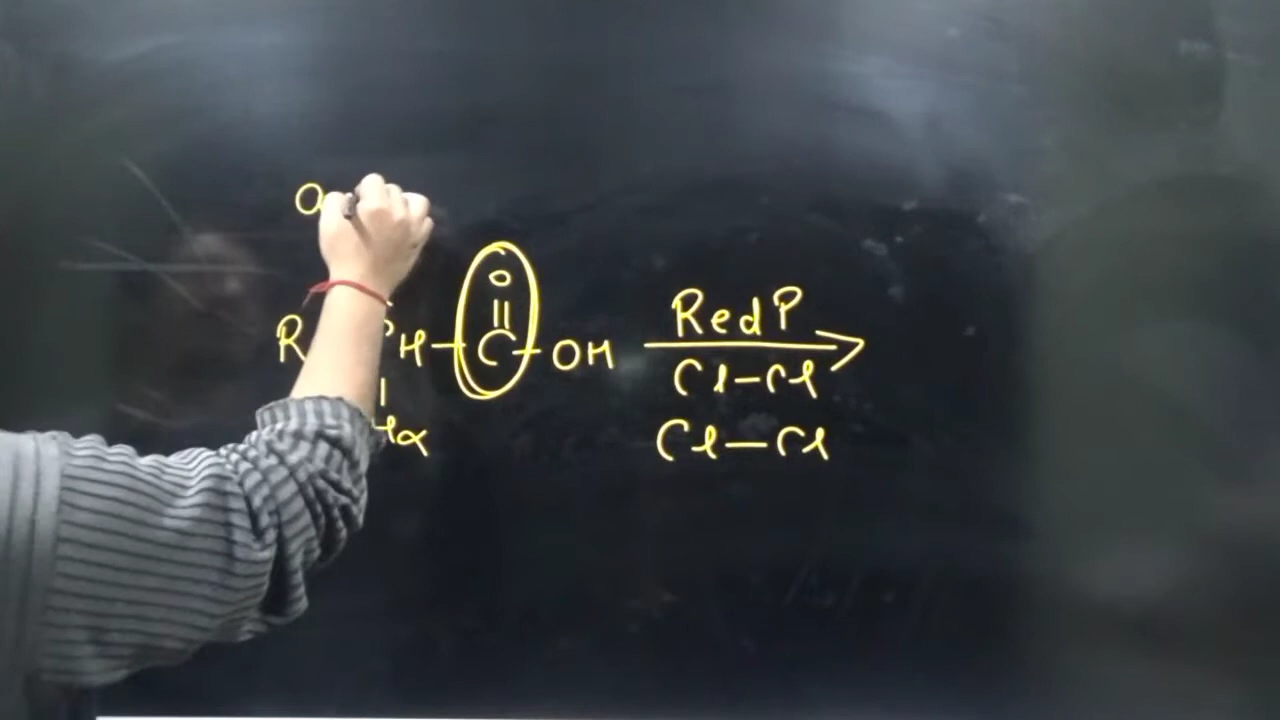 O
R H-C-OH Red P
Cl-Cl
α Cl-Cl